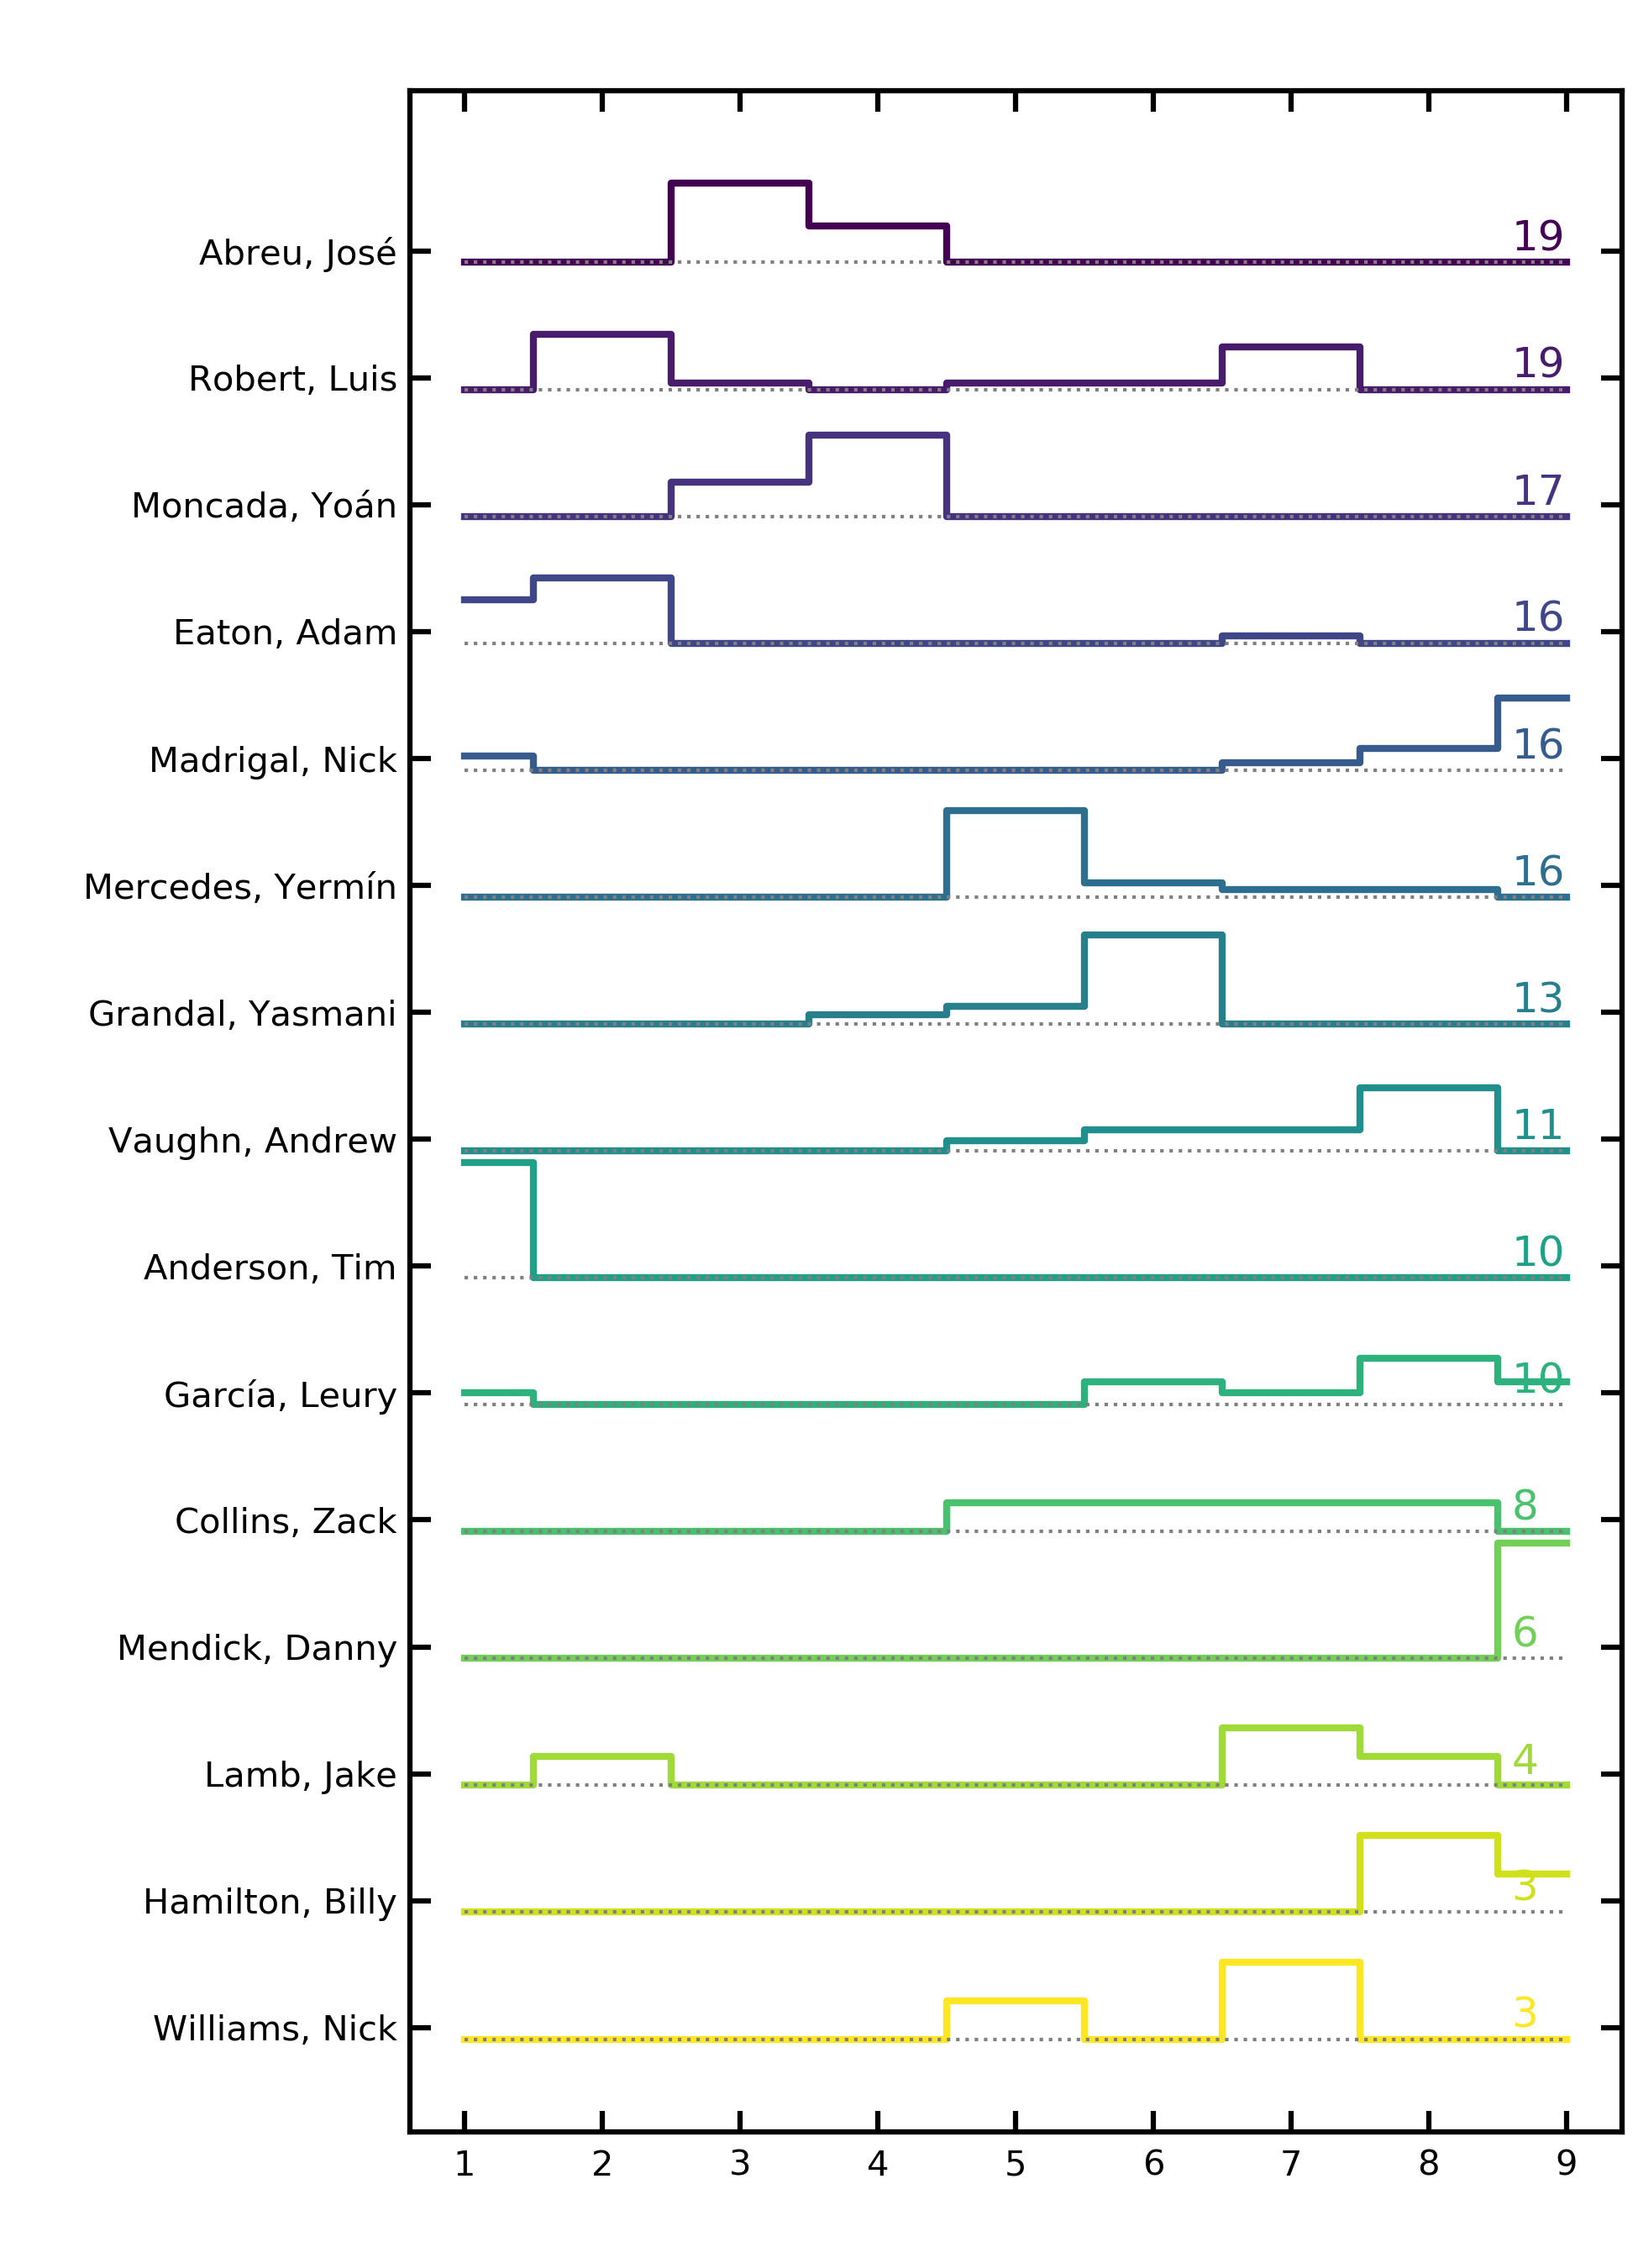 Abreu, José 19
Robert, Luis 19
Moncada, Yoán 17
Eaton, Adam 16
Madrigal, Nick 16
Mercedes, Yermín 16
Grandal, Yasmani 13
Vaughn, Andrew 11
Anderson, Tim 10
García, Leury 10
Collins, Zack 8
Mendick, Danny 6
Lamb, Jake 4
Hamilton, Billy 3
Williams, Nick 3
1 2 3 4 5 6 7 8 9